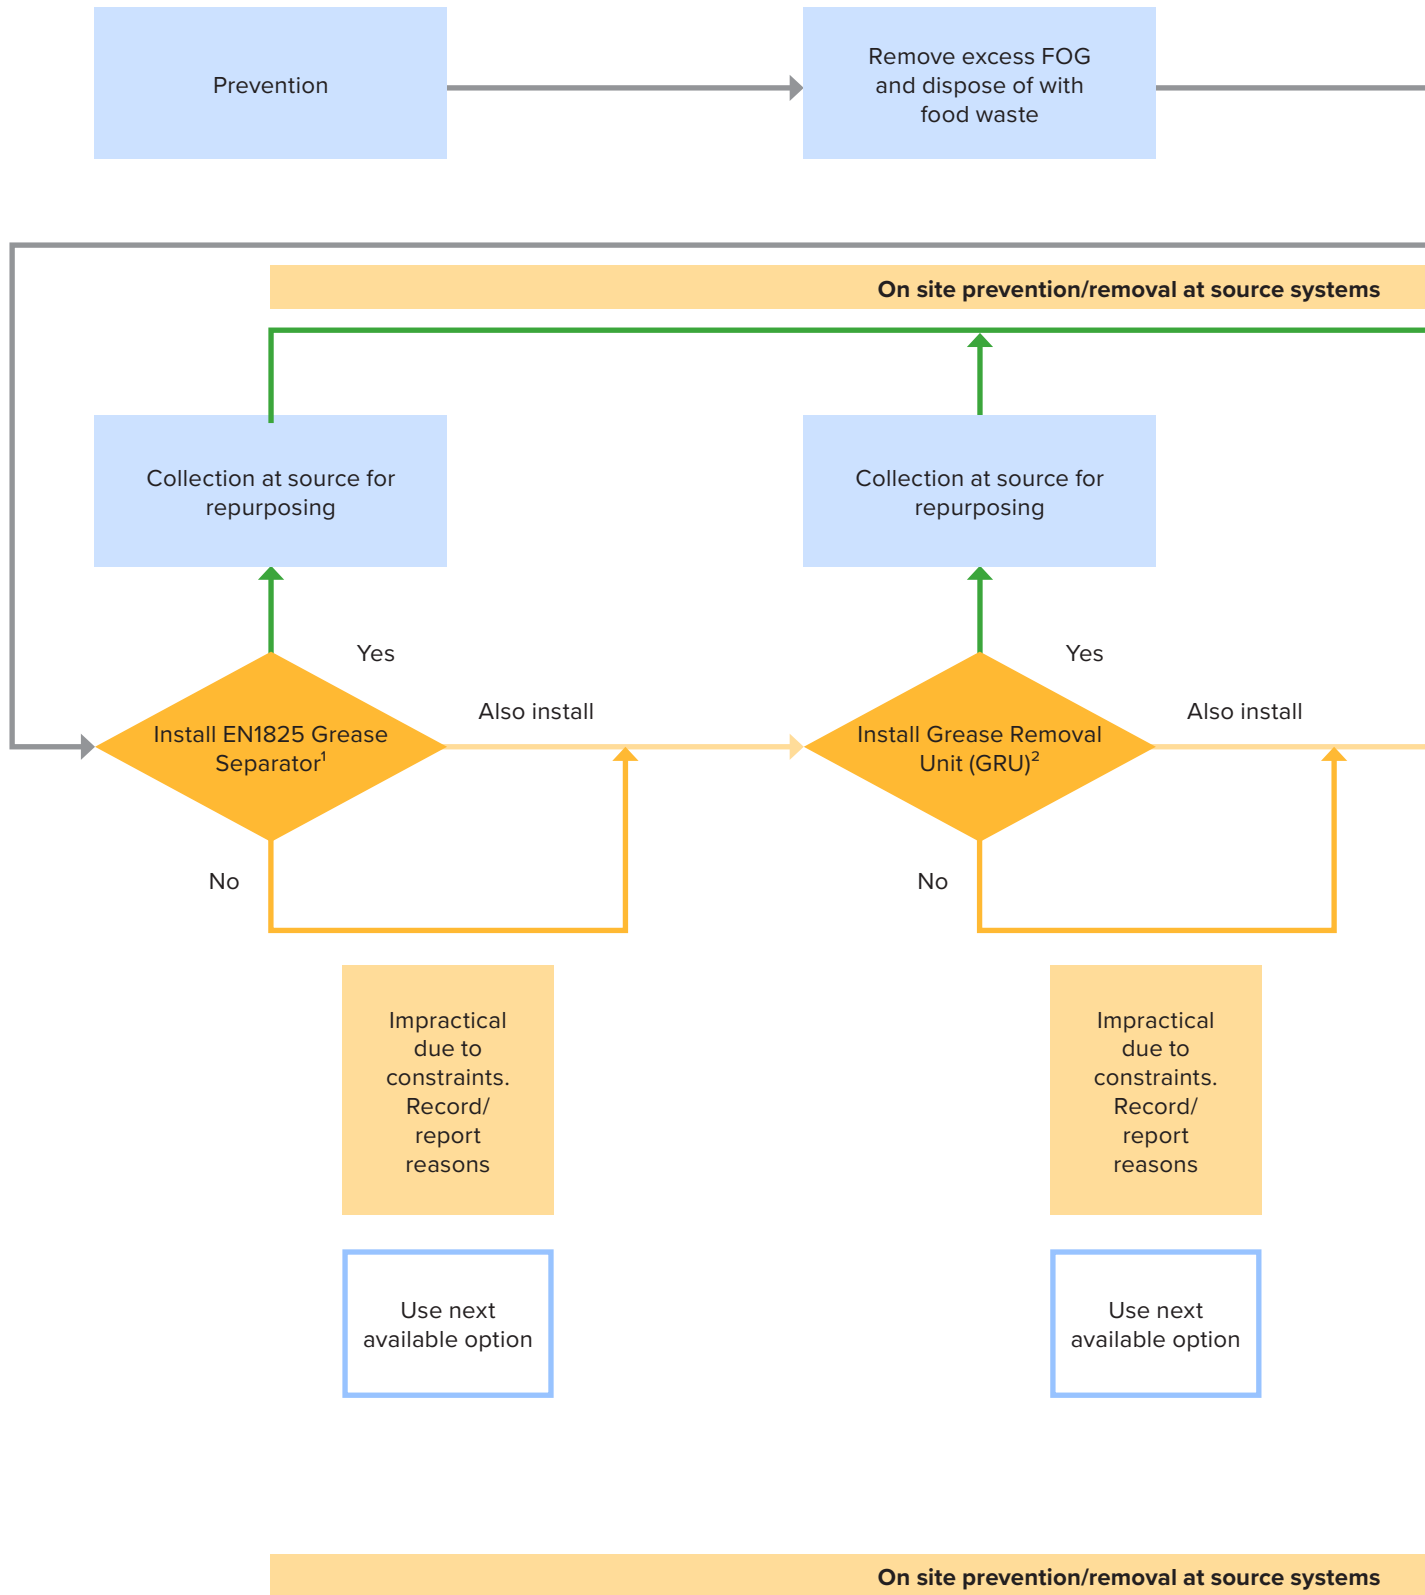 Prevention
Remove excess FOG
and dispose of with
food waste
On site prevention/removal at source systems
Collection at source for
repurposing
Collection at source for
repurposing
Yes
Yes
Also install
Also install
Install EN1825 Grease
Separator¹
Install Grease Removal
Unit (GRU)²
No
No
Impractical
due to
constraints.
Record/
report
reasons
Impractical
due to
constraints.
Record/
report
reasons
Use next
available option
Use next
available option
On site prevention/removal at source systems